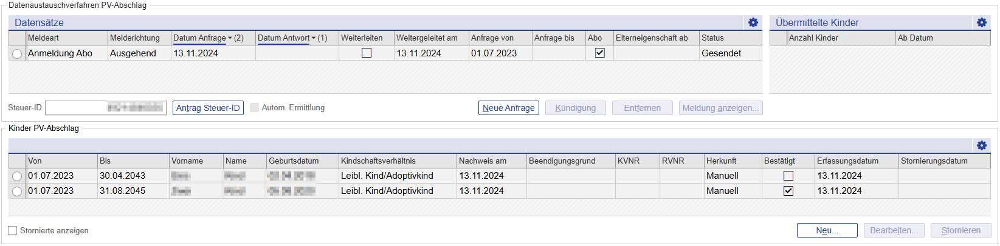 Datenaustauschverfahren PV-Abschlag
Datensätze
Übermittelte Kinder
Meldeart Melderichtung Datum Anfrage (2) Datum Antwort (1) Weiterleiten Weitergeleitet am Anfrage von Anfrage bis Abo Elterneigenschaft ab Status
Anzahl Kinder Ab Datum
Anmeldung Abo Ausgehend 13.11.2024 13.11.2024 01.07.2023 Gesendet
Steuer-ID Antrag Steuer-ID Autom. Ermittlung Neue Anfrage Kündigung Entfernen Meldung anzeigen...
Kinder PV-Abschlag
Von Bis Vorname Name Geburtsdatum Kindschaftsverhältnis Nachweis am Beendigungsgrund KVNR RVNR Herkunft Bestätigt Erfassungsdatum Stornierungsdatum
01.07.2023 30.04.2043 Leibl. Kind/Adoptivkind 13.11.2024 Manuell 13.11.2024
01.07.2023 31.08.2045 Leibl. Kind/Adoptivkind 13.11.2024 Manuell 13.11.2024
Stornierte anzeigen Neu... Bearbeiten... Stornieren